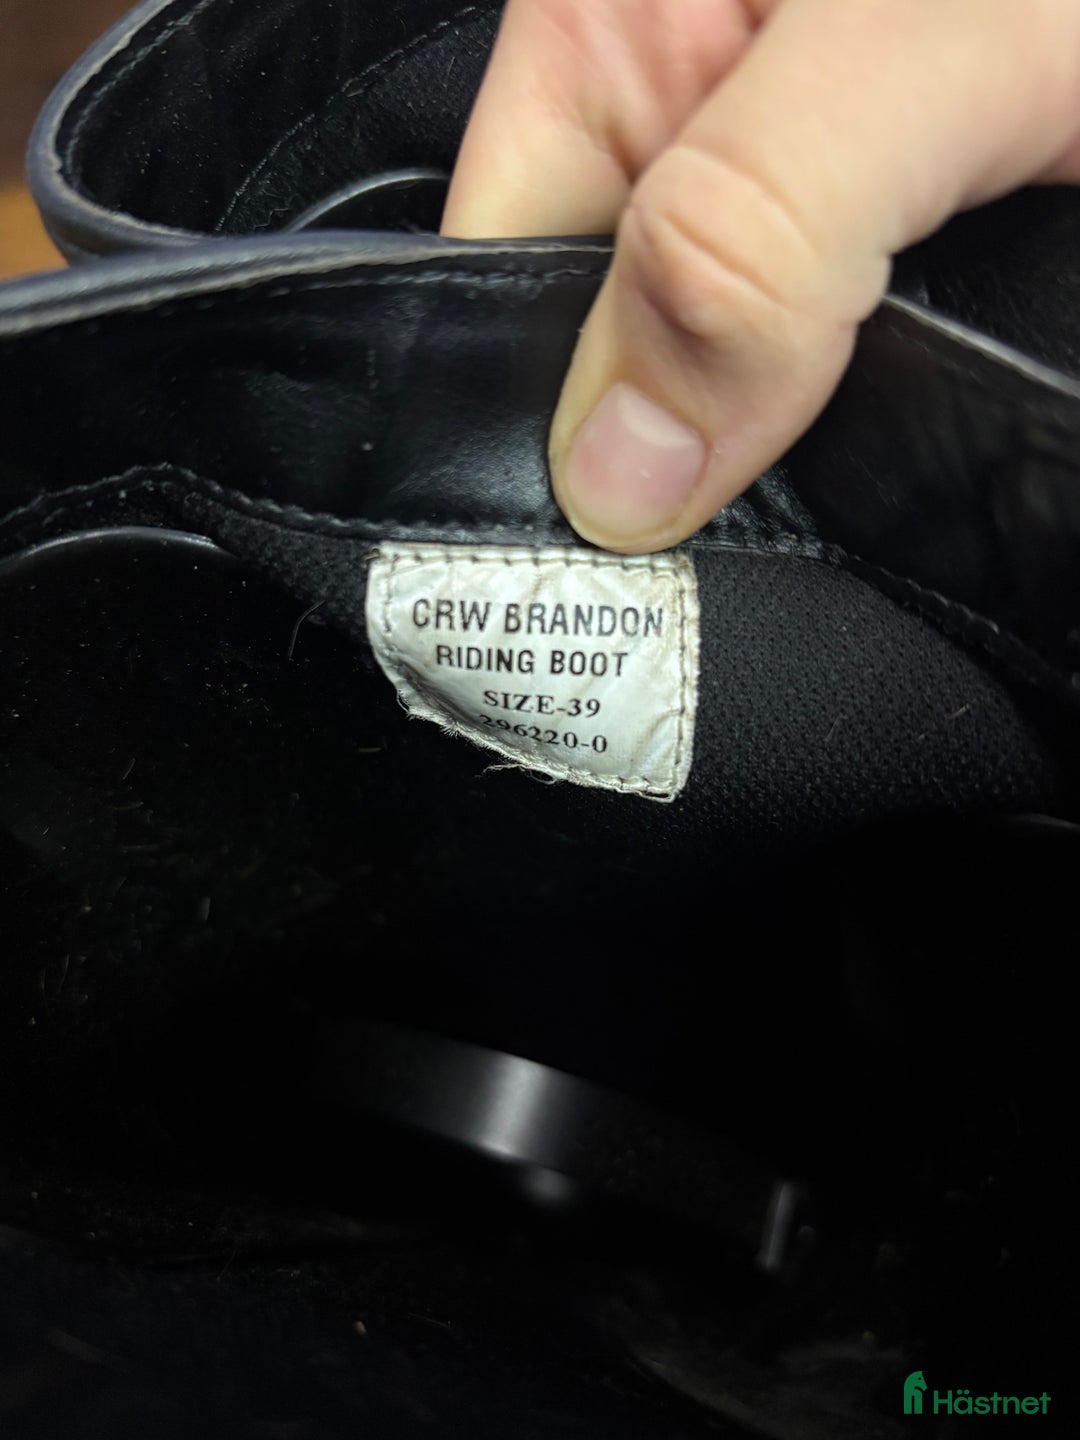 CRW BRANDON
RIDING BOOT
SIZE-39
296220-0
Hästnet